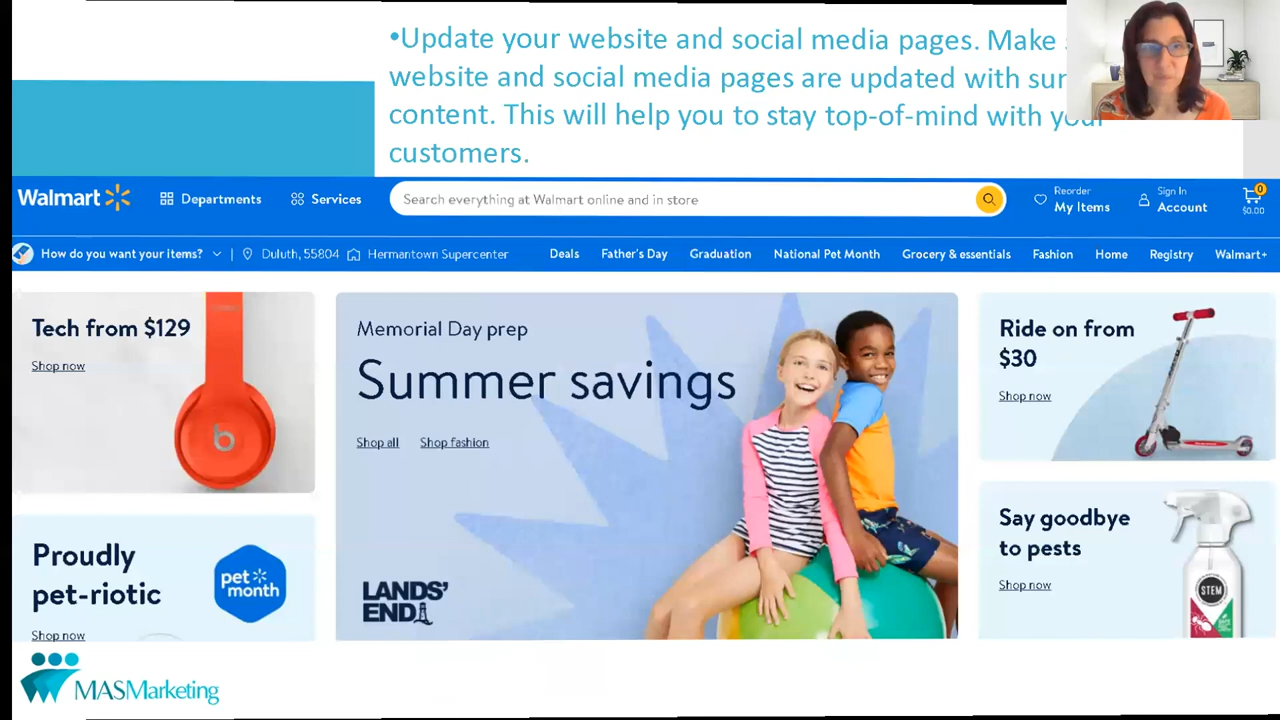 •Update your website and social media pages. Make
website and social media pages are updated with
content. This will help you to stay top-of-mind with your
customers.
Walmart
Departments
Services
Search everything at Walmart online and in store
Reorder
My Items
Sign In
Account
0
$0.00
How do you want your items?
Duluth, 55804
Hermantown Supercenter
Deals
Father's Day
Graduation
National Pet Month
Grocery & essentials
Fashion
Home
Registry
Walmart+
Tech from $129
Shop now
b
Proudly
pet-riotic
Shop now
pet
month
Memorial Day prep
Summer savings
Shop all
Shop fashion
LANDS'
END
Ride on from
$30
Shop now
Say goodbye
to pests
Shop now
STEM
MASMarketing